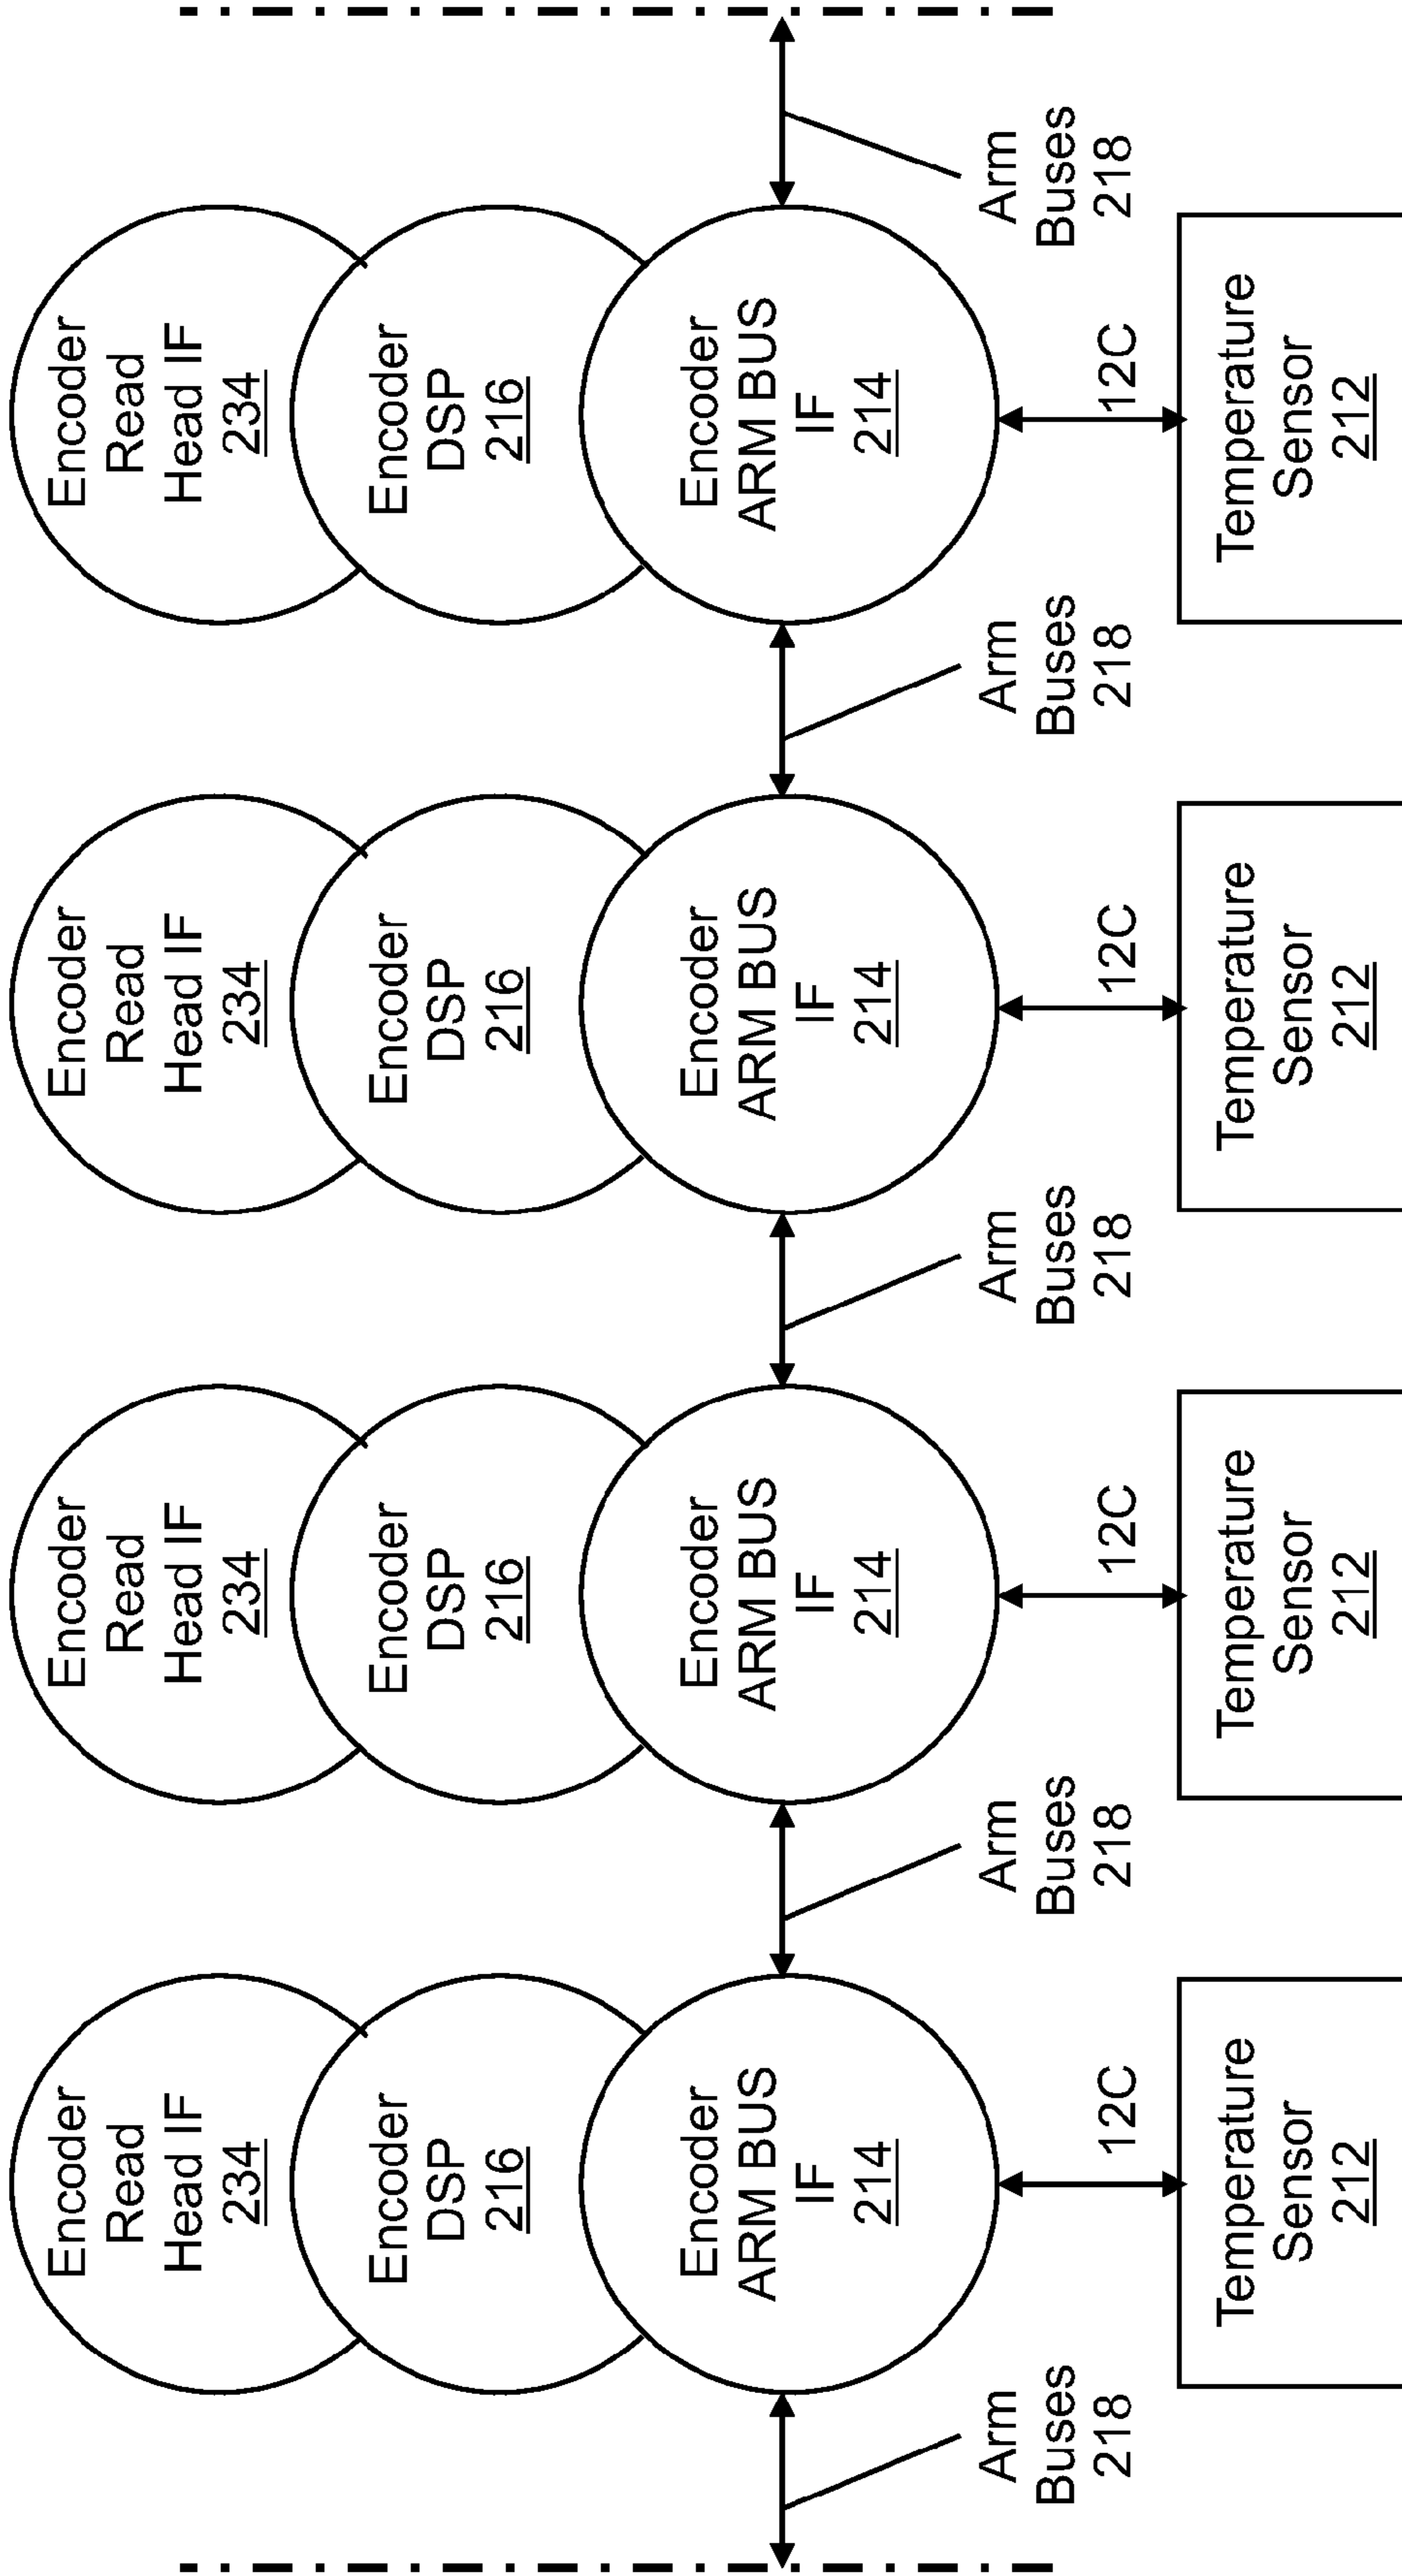 Arm
Buses
218
Encoder
Read
Head IF
234
Encoder
DSP
216
Encoder
ARM BUS
IF
214
12C
Temperature
Sensor
212
Arm
Buses
218
Encoder
Read
Head IF
234
Encoder
DSP
216
Encoder
ARM BUS
IF
214
12C
Temperature
Sensor
212
Arm
Buses
218
Encoder
Read
Head IF
234
Encoder
DSP
216
Encoder
ARM BUS
IF
214
12C
Temperature
Sensor
212
Arm
Buses
218
Encoder
Read
Head IF
234
Encoder
DSP
216
Encoder
ARM BUS
IF
214
12C
Temperature
Sensor
212
Arm
Buses
218